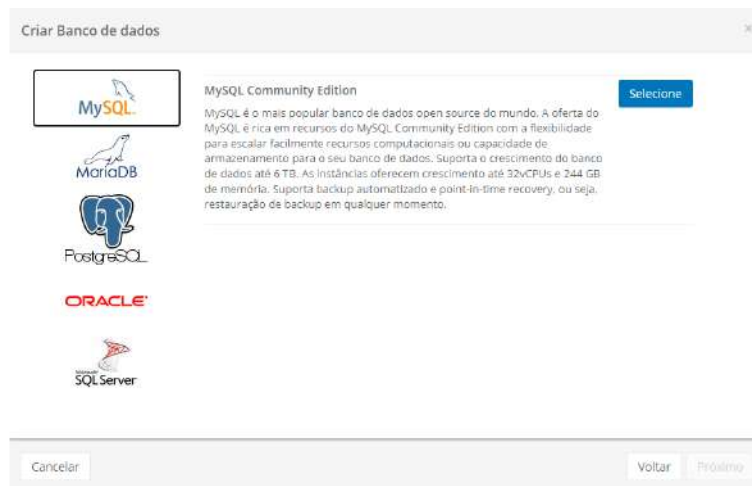 Criar Banco de dados
×
MySQL
MariaDB
PostgreSQL
ORACLE
Microsoft
SQL Server
MySQL Community Edition
Selecione
MySQL é o mais popular banco de dados open source do mundo. A oferta do
MySQL é rica em recursos do MySQL Community Edition com a flexibilidade
para escalar facilmente recursos computacionais ou capacidade de
armazenamento para o seu banco de dados. Suporta o crescimento do banco
de dados até 6 TB. As instâncias oferecem crescimento até 32vCPUs e 244 GB
de memória. Suporta backup automatizado e point-in-time recovery, ou seja,
restauração de backup em qualquer momento.
Cancelar
Voltar
Próximo